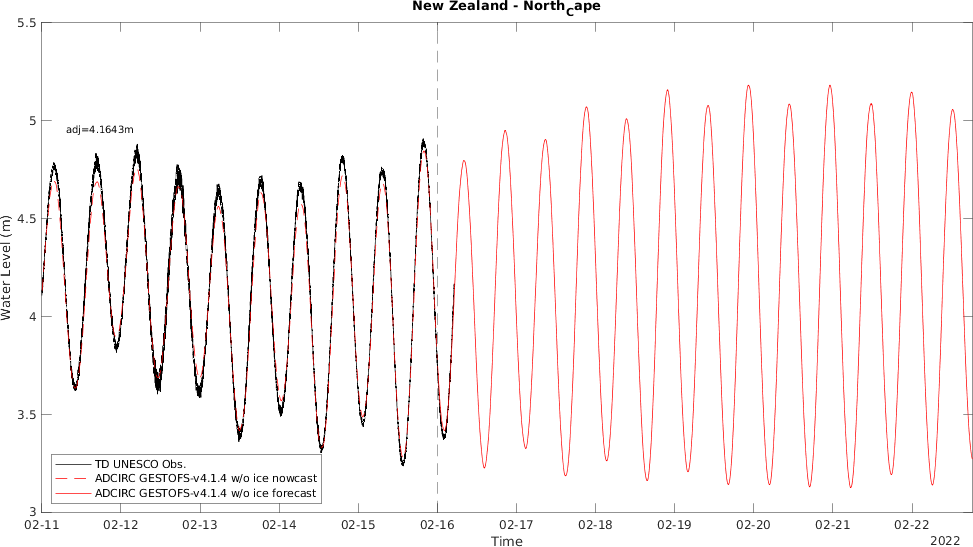 New Zealand - NorthCape
5.5
5
4.5
4
3.5
3
Water Level (m)
adj=4.1643m
TD UNESCO Obs.
ADCIRC GESTOFS-v4.1.4 w/o ice nowcast
ADCIRC GESTOFS-v4.1.4 w/o ice forecast
02-11 02-12 02-13 02-14 02-15 02-16 02-17 02-18 02-19 02-20 02-21 02-22
Time
2022